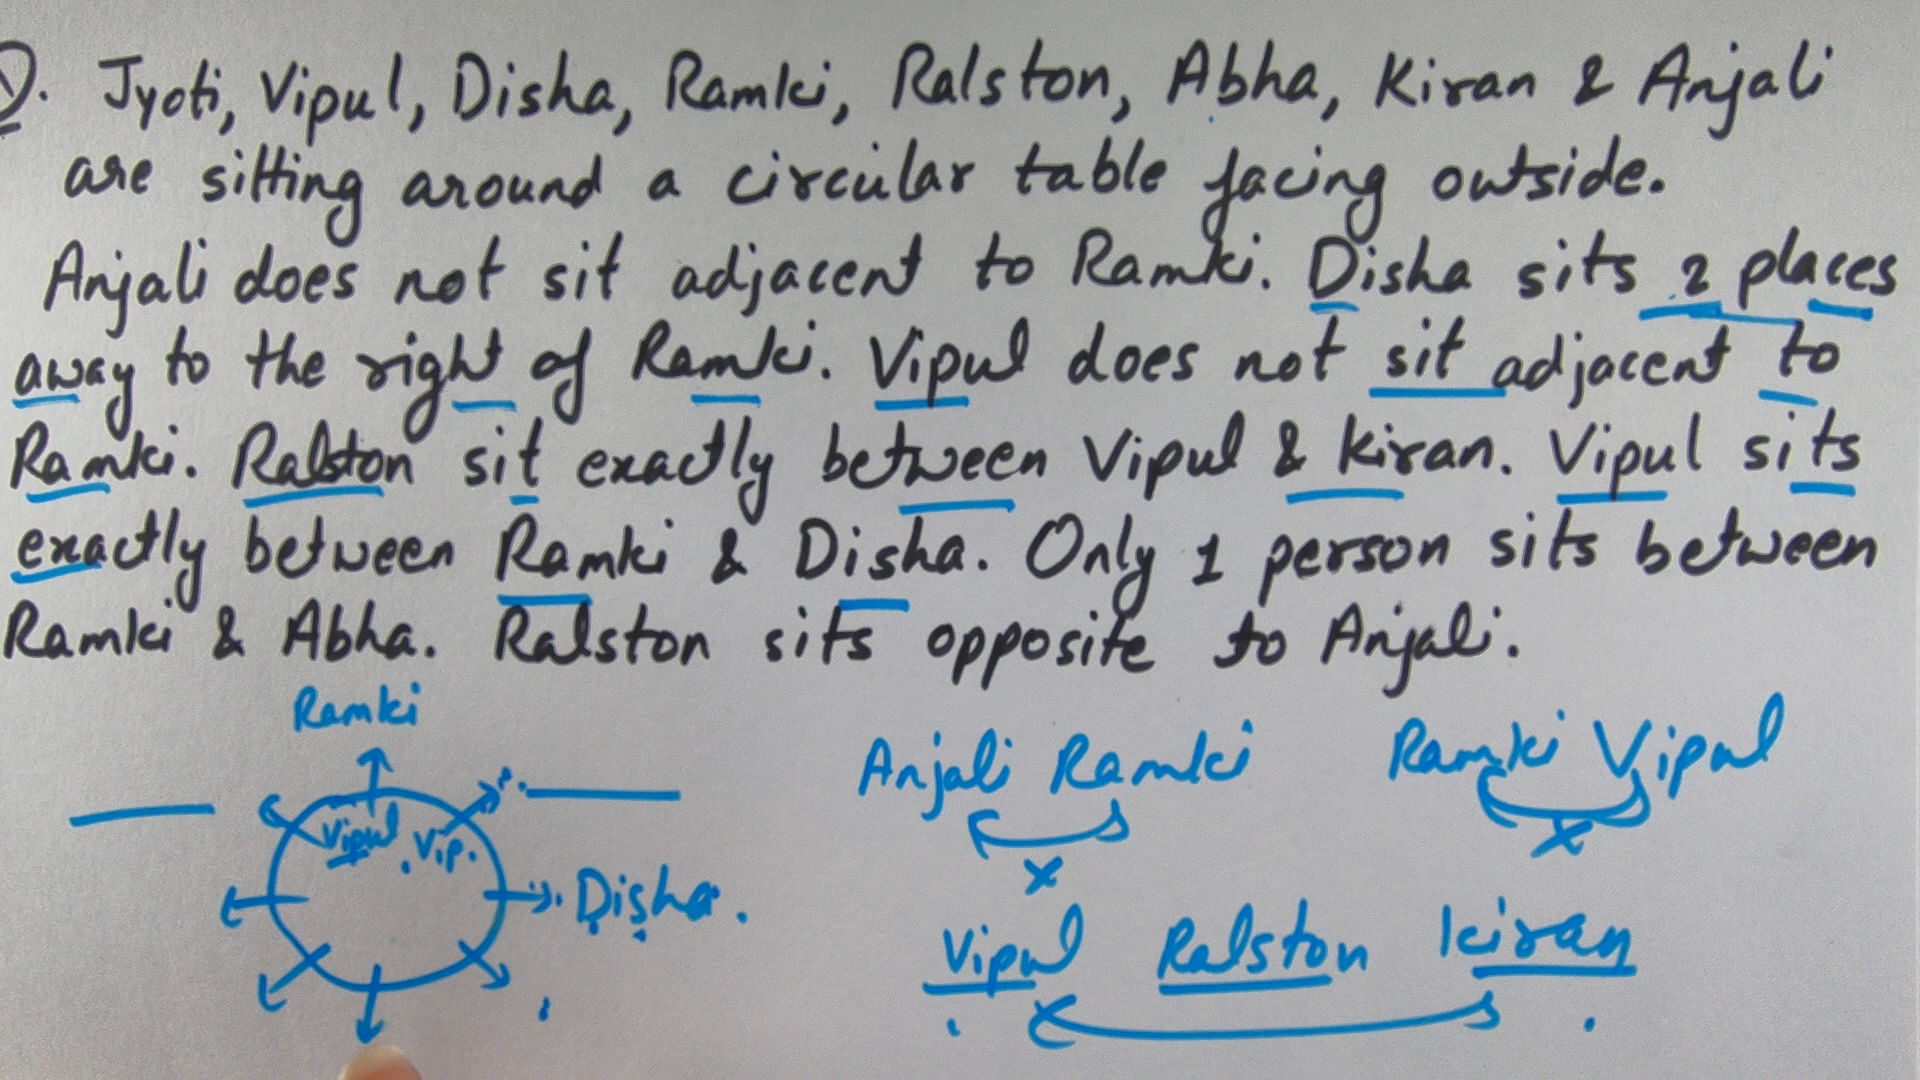 Q. Jyoti, Vipul, Disha, Ramki, Ralston, Abha, Kiran & Anjali
are sitting around a circular table facing outside.
Anjali does not sit adjacent to Ramki. Disha sits 2 places
away to the right of Ramki. Vipul does not sit adjacent to
Ramki. Ralston sit exactly between Vipul & Kiran. Vipul sits
exactly between Ramki & Disha. Only 1 person sits between
Ramki & Abha. Ralston sits opposite to Anjali.
Ramki
Vipul
Vip.
Disha.
Anjali Ramki
x
Ramki Vipul
x
Vipul Ralston Kiran